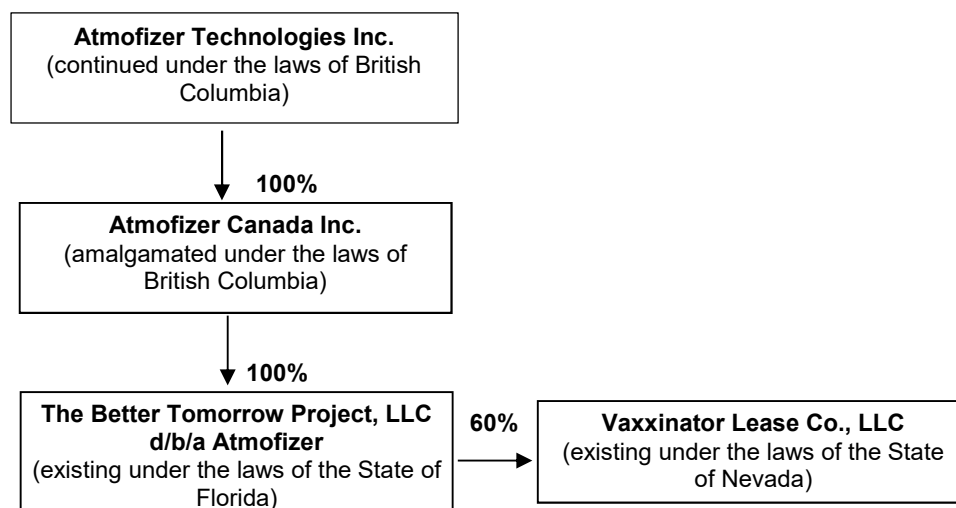 Atmofizer Technologies Inc.
(continued under the laws of British
Columbia)
100%
Atmofizer Canada Inc.
(amalgamated under the laws of
British Columbia)
100%
The Better Tomorrow Project, LLC
d/b/a Atmofizer
(existing under the laws of the State of
Florida)
60%
Vaxxinator Lease Co., LLC
(existing under the laws of the State
of Nevada)